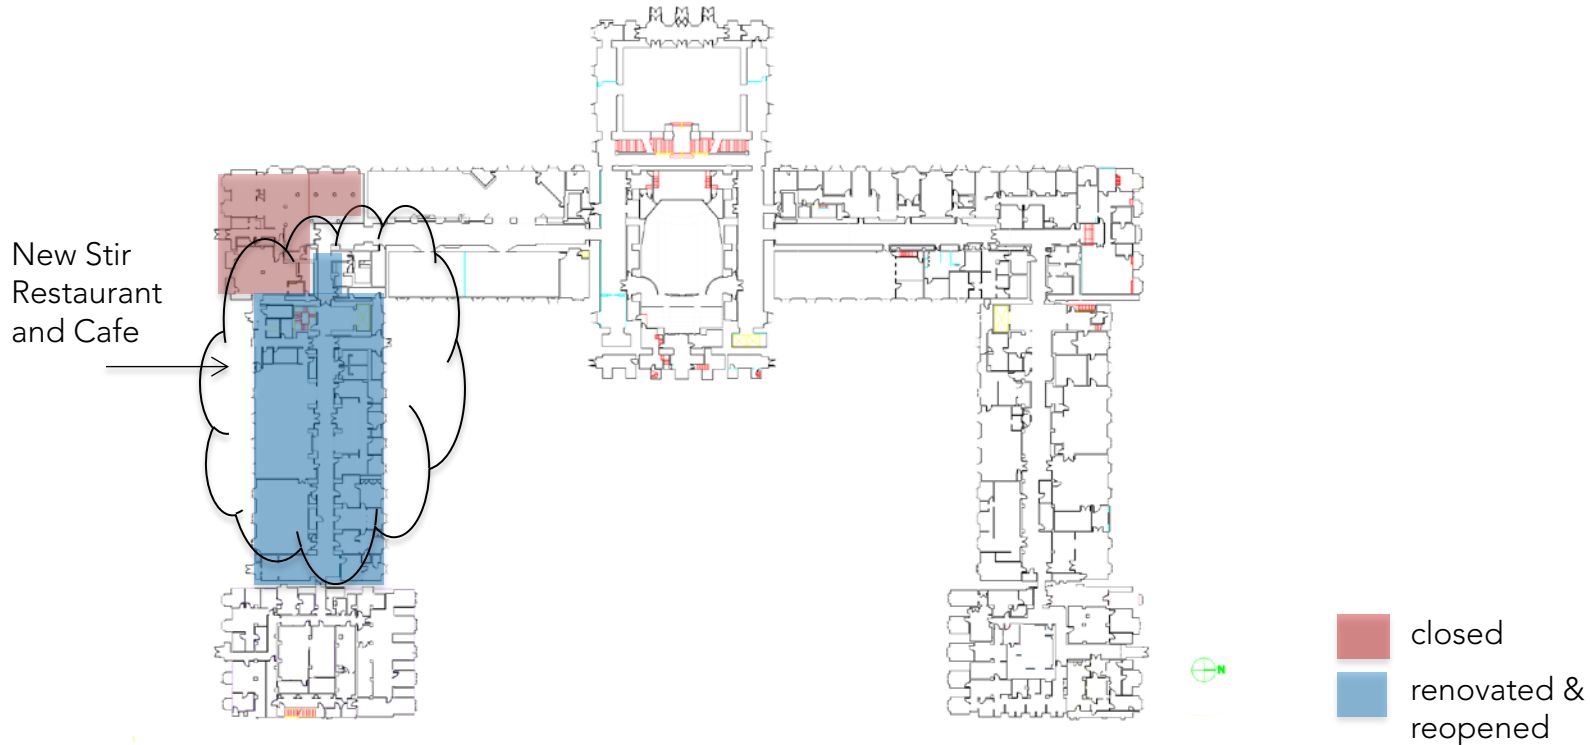 New Stir
Restaurant
and Cafe
N
closed
renovated &
reopened